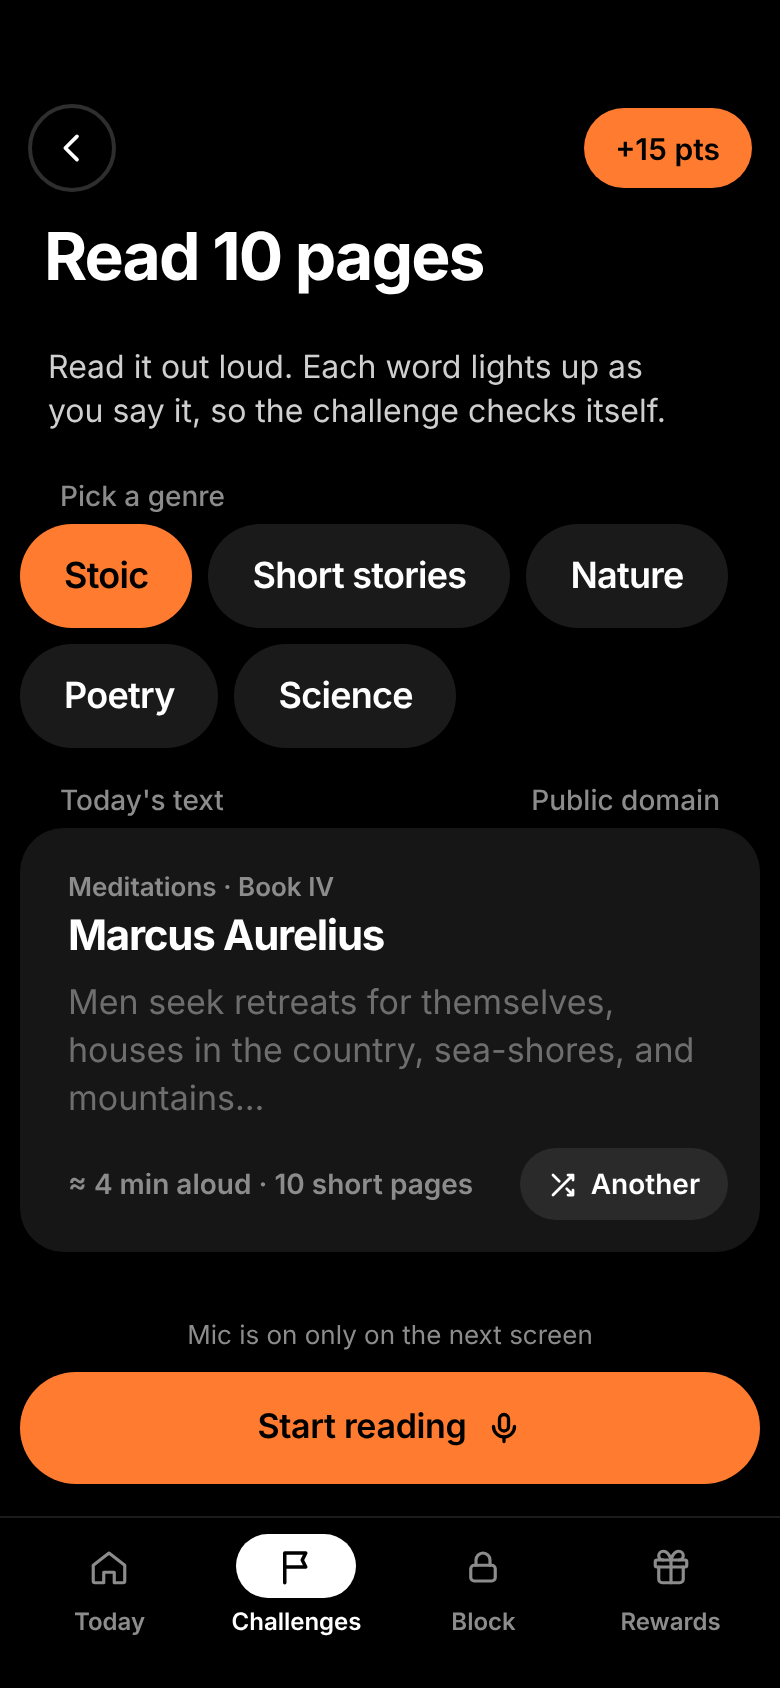 +15 pts
Read 10 pages
Read it out loud. Each word lights up as
you say it, so the challenge checks itself.
Pick a genre
Stoic
Short stories
Nature
Poetry
Science
Today's text
Public domain
Meditations · Book IV
Marcus Aurelius
Men seek retreats for themselves,
houses in the country, sea-shores, and
mountains...
≈ 4 min aloud · 10 short pages
Another
Mic is on only on the next screen
Start reading
Today
Challenges
Block
Rewards